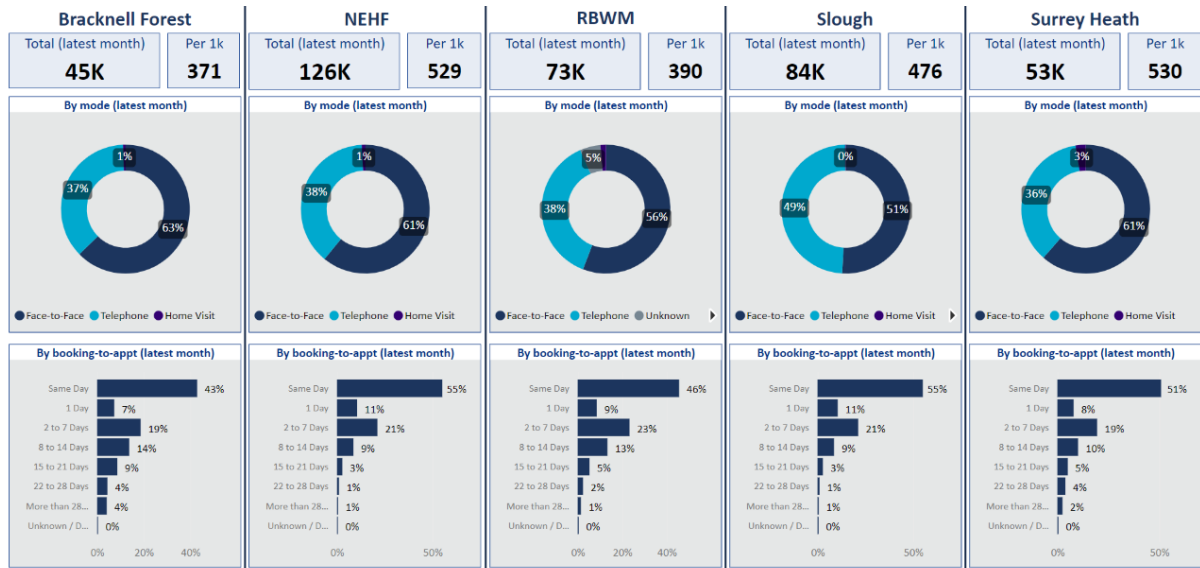 Bracknell Forest
Total (latest month)
Per 1k
45K
371
By mode (latest month)
1%
37%
63%
Face-to-Face Telephone Home Visit
By booking-to-appt (latest month)
Same Day 43%
1 Day 7%
2 to 7 Days 19%
8 to 14 Days 14%
15 to 21 Days 9%
22 to 28 Days 4%
More than 28... 4%
Unknown / D... 0%
0% 20% 40%
NEHF
Total (latest month)
Per 1k
126K
529
By mode (latest month)
1%
38%
61%
Face-to-Face Telephone Home Visit
By booking-to-appt (latest month)
Same Day 55%
1 Day 11%
2 to 7 Days 21%
8 to 14 Days 9%
15 to 21 Days 3%
22 to 28 Days 1%
More than 28... 1%
Unknown / D... 0%
0% 50%
RBWM
Total (latest month)
Per 1k
73K
390
By mode (latest month)
5%
38%
56%
Face-to-Face Telephone Unknown
By booking-to-appt (latest month)
Same Day 46%
1 Day 9%
2 to 7 Days 23%
8 to 14 Days 13%
15 to 21 Days 5%
22 to 28 Days 2%
More than 28... 1%
Unknown / D... 0%
0% 20% 40%
Slough
Total (latest month)
Per 1k
84K
476
By mode (latest month)
0%
49%
51%
Face-to-Face Telephone Home Visit
By booking-to-appt (latest month)
Same Day 55%
1 Day 11%
2 to 7 Days 21%
8 to 14 Days 9%
15 to 21 Days 3%
22 to 28 Days 1%
More than 28... 1%
Unknown / D... 0%
0% 50%
Surrey Heath
Total (latest month)
Per 1k
53K
530
By mode (latest month)
3%
36%
61%
Face-to-Face Telephone Home Visit
By booking-to-appt (latest month)
Same Day 51%
1 Day 8%
2 to 7 Days 19%
8 to 14 Days 10%
15 to 21 Days 5%
22 to 28 Days 4%
More than 28... 2%
Unknown / D... 0%
0% 50%